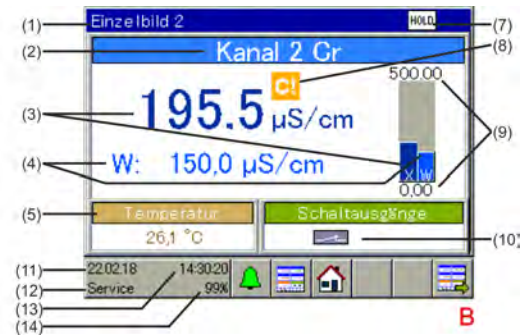 (1) Einzelbild 2 HOLD (7)
(2) Kanal 2 Gr (8)
C! 500,00
(3) 195.5 µS/cm (9)
(4) W: 150,0 µS/cm X W
0,00
(5) Temperatur Schaltausgänge
26,1 °C (10)
(11) 22.02.18 14:30:20
(12) Service 99%
(13)
(14)
B